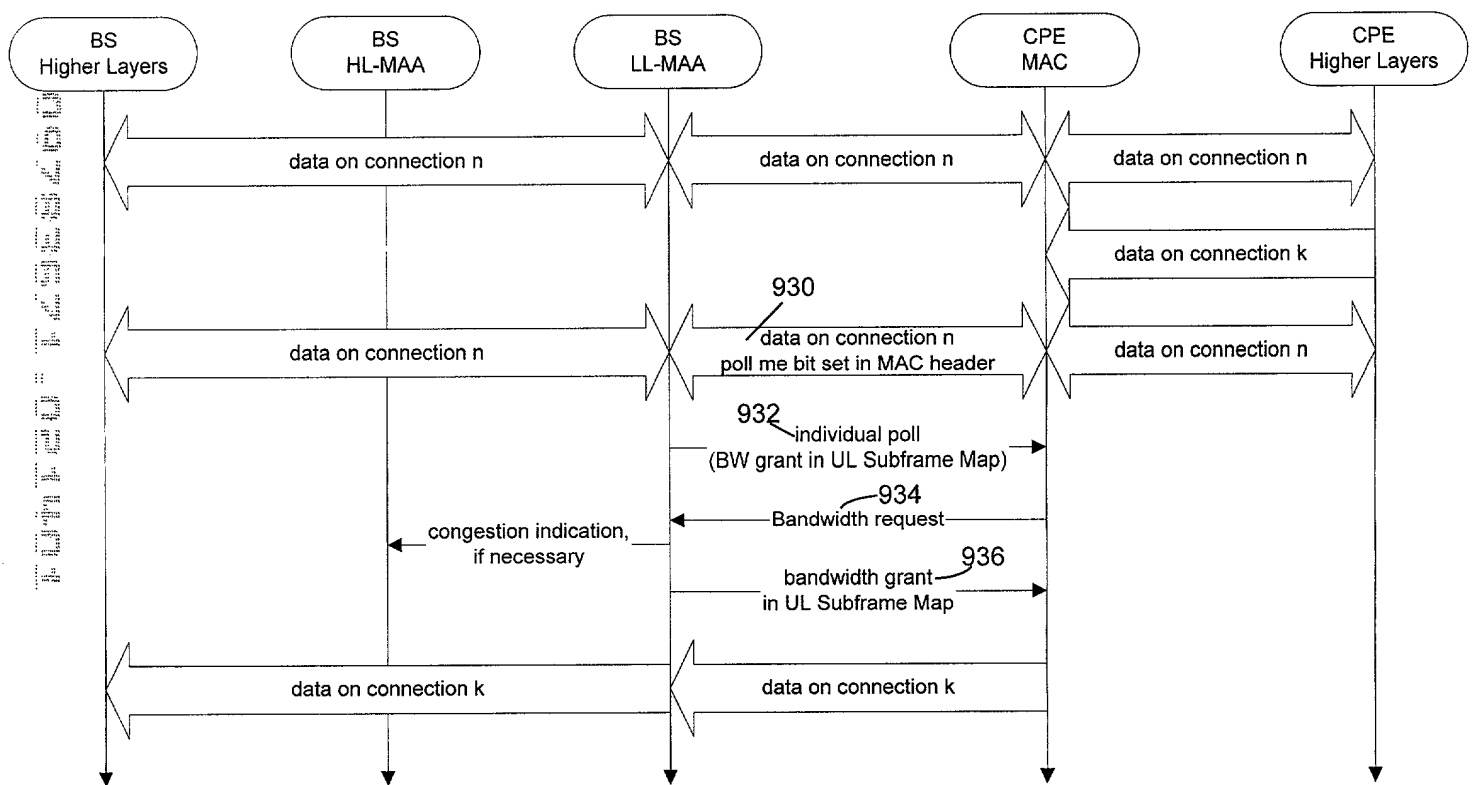 BS
Higher Layers
BS
HL-MAA
BS
LL-MAA
CPE
MAC
CPE
Higher Layers
data on connection n
data on connection n
data on connection n
data on connection k
930
data on connection n
data on connection n
poll me bit set in MAC header
data on connection n
932
individual poll
(BW grant in UL Subframe Map)
934
Bandwidth request
congestion indication,
if necessary
936
bandwidth grant
in UL Subframe Map
data on connection k
data on connection k